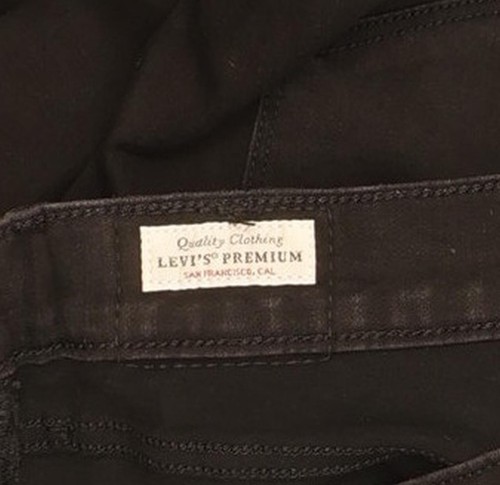 Quality Clothing
LEVI'S® PREMIUM
SAN FRANCISCO, CAL